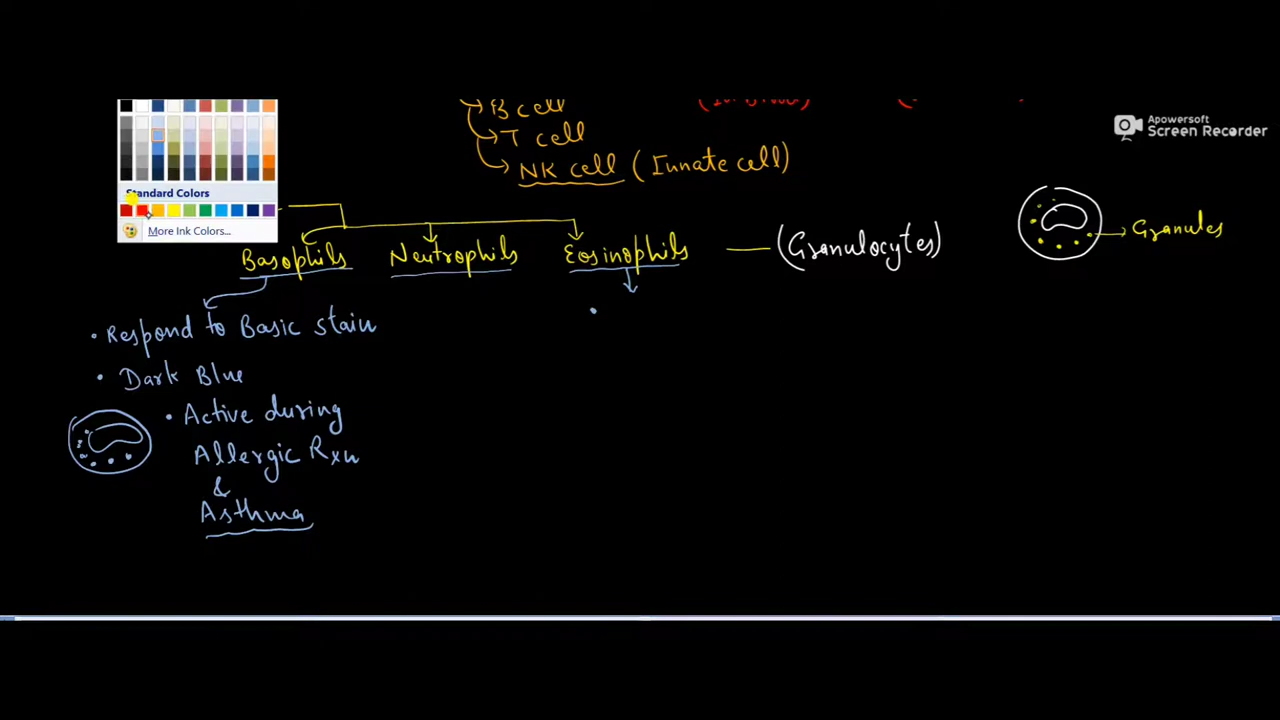 B cell
T cell
NK cell (Innate cell)
Apowersoft
Screen Recorder
Standard Colors
More Ink Colors...
Basophils Neutrophils Eosinophils — (Granulocytes)
Granules
• Respond to Basic stain
• Dark Blue
• Active during
Allergic Rxn
&
Asthma